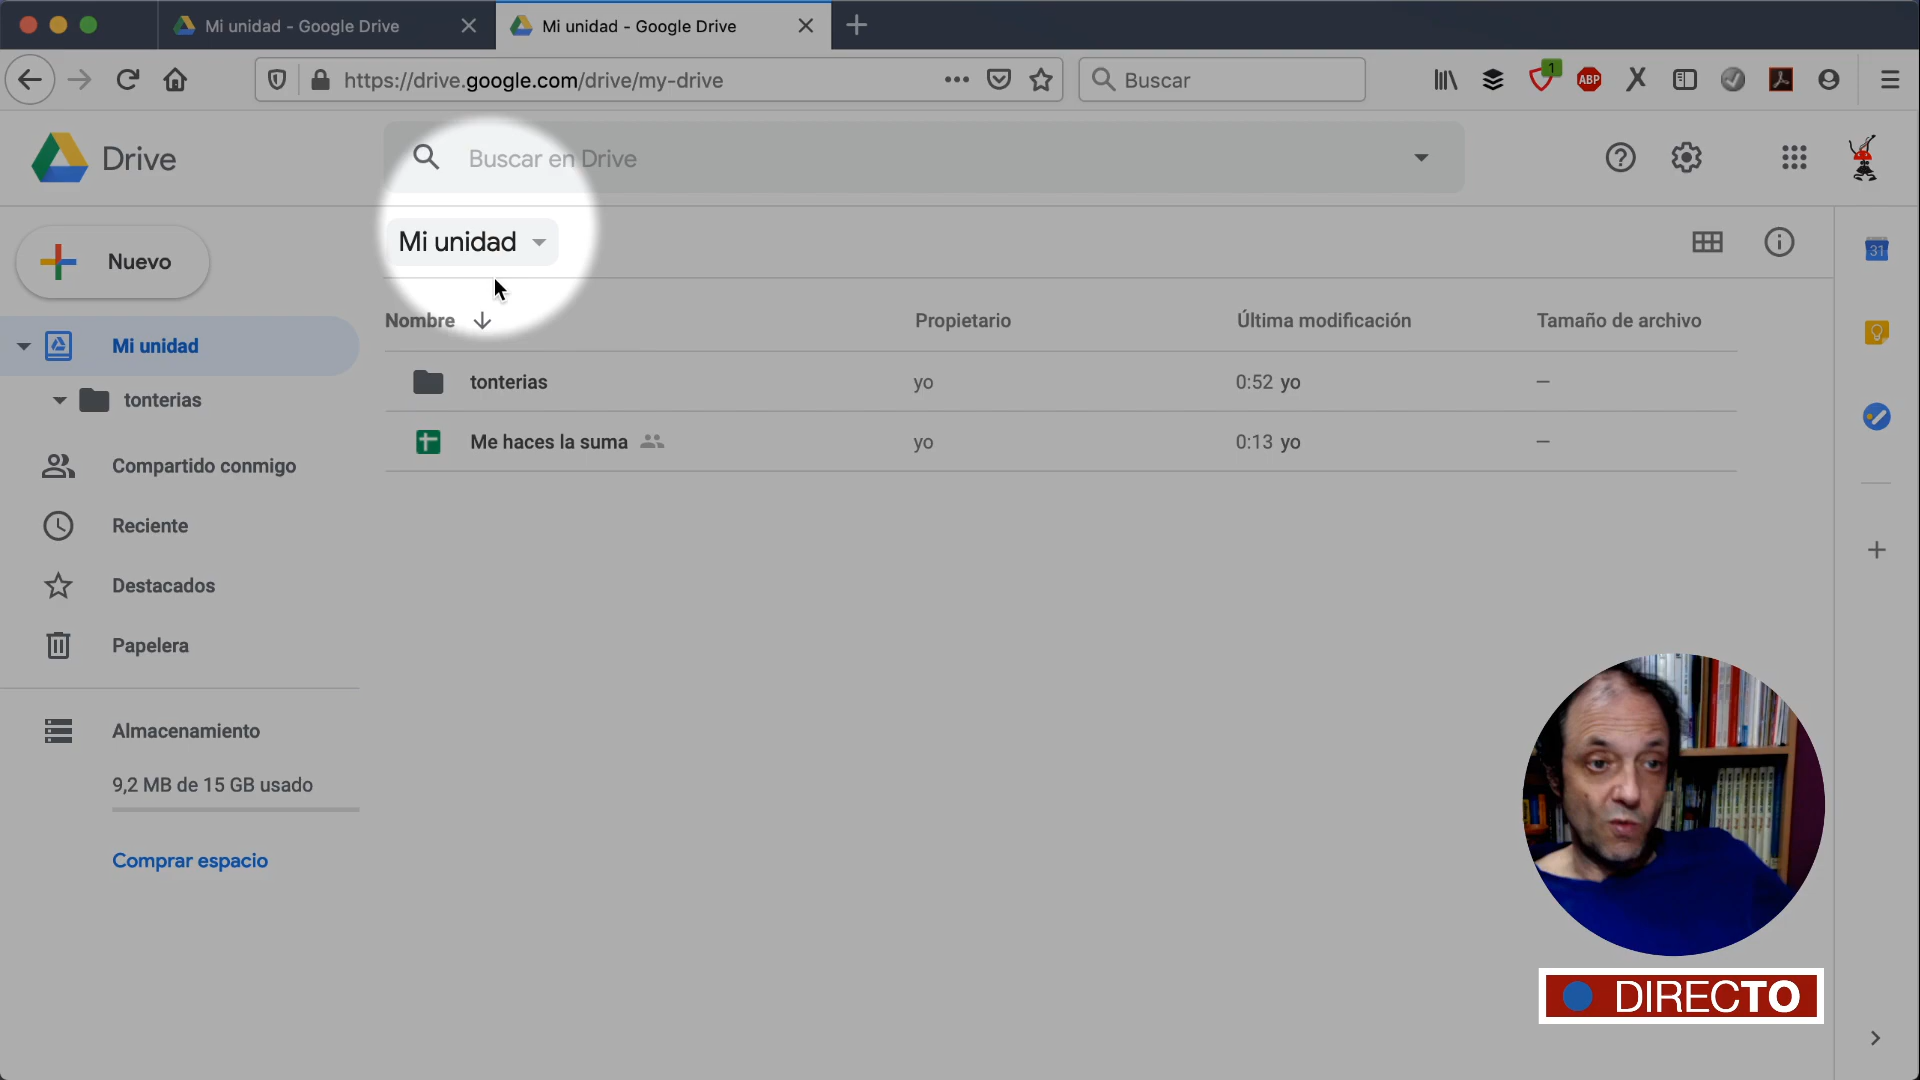 Mi unidad - Google Drive
Mi unidad - Google Drive
https://drive.google.com/drive/my-drive
Buscar
1
ABP
Drive
Buscar en Drive
Nuevo
Mi unidad
31
Nombre
Propietario
Última modificación
Tamaño de archivo
Mi unidad
tonterias
yo
0:52 yo
—
tonterias
Me haces la suma
yo
0:13 yo
—
Compartido conmigo
Reciente
Destacados
Papelera
Almacenamiento
9,2 MB de 15 GB usado
Comprar espacio
DIRECTO